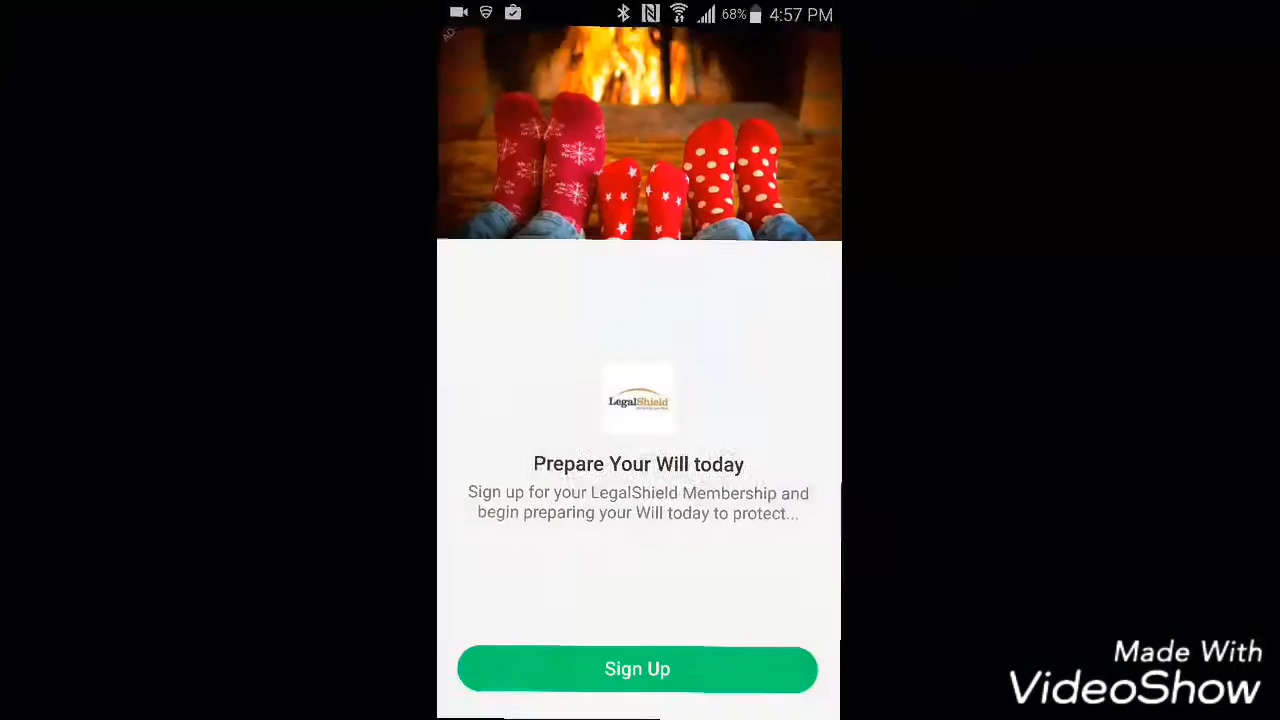 68% 4:57 PM
AD
LegalShield
Prepare Your Will today
Sign up for your LegalShield Membership and
begin preparing your Will today to protect...
Sign Up
Made With
VideoShow